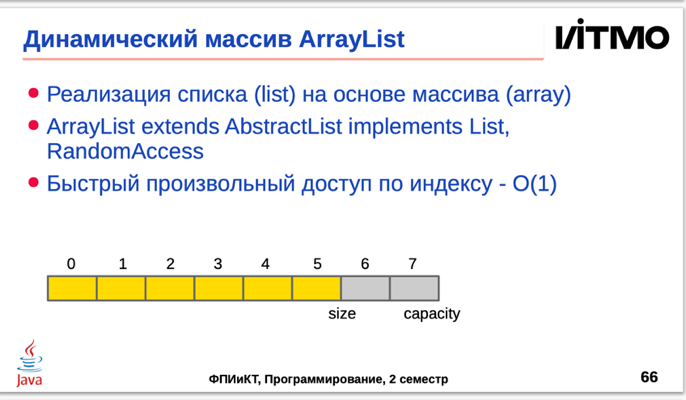 Динамический массив ArrayList
ITMO
Реализация списка (list) на основе массива (array)
ArrayList extends AbstractList implements List,
RandomAccess
Быстрый произвольный доступ по индексу - O(1)
0 1 2 3 4 5 6 7
size capacity
Java
ФПИиКТ, Программирование, 2 семестр
66